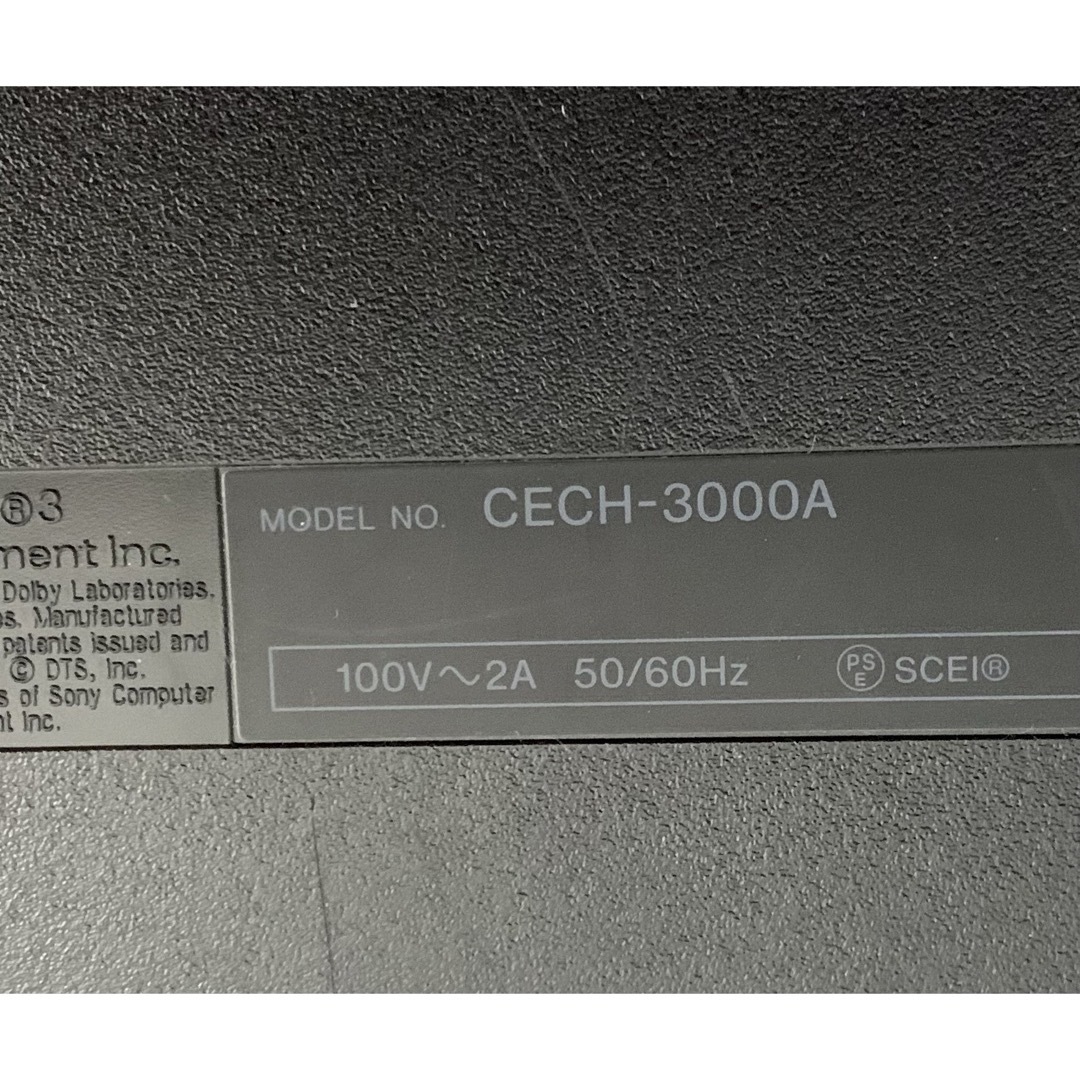 ®3
ment Inc.
Dolby Laboratories.
es. Manufactured
patents issued and
© DTS, Inc.
s of Sony Computer
nt Inc.
MODEL NO. CECH-3000A
100V～2A 50/60Hz PSE SCEI®